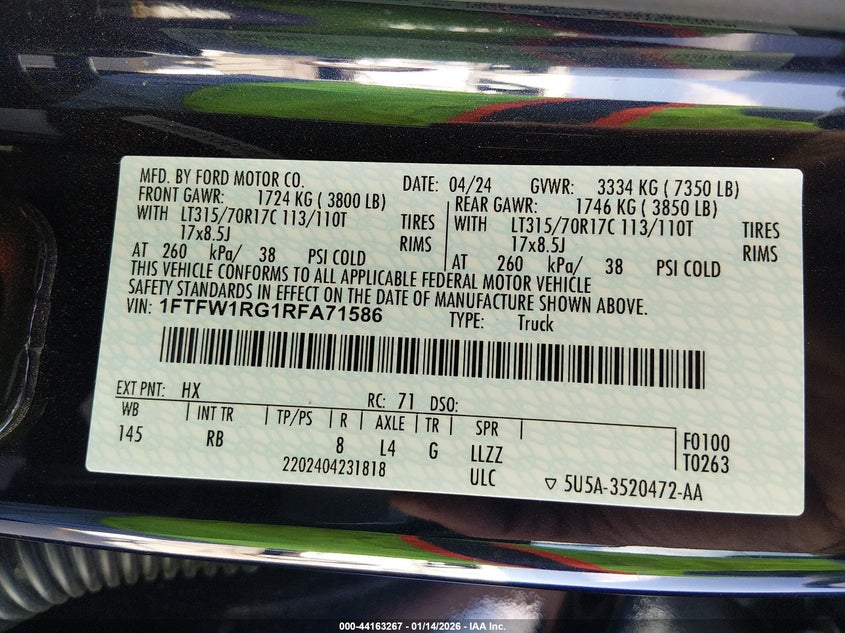 MFD. BY FORD MOTOR CO. DATE: 04/24 GVWR: 3334 KG ( 7350 LB)
FRONT GAWR: 1724 KG ( 3800 LB) REAR GAWR: 1746 KG ( 3850 LB)
WITH LT315/70R17C 113/110T TIRES WITH LT315/70R17C 113/110T TIRES
17x8.5J RIMS 17x8.5J RIMS
AT 260 kPa/ 38 PSI COLD AT 260 kPa/ 38 PSI COLD
THIS VEHICLE CONFORMS TO ALL APPLICABLE FEDERAL MOTOR VEHICLE
SAFETY STANDARDS IN EFFECT ON THE DATE OF MANUFACTURE SHOWN ABOVE.
VIN: 1FTFW1RG1RFA71586 TYPE: Truck
EXT PNT: HX RC: 71 DSO:
WB INT TR TP/PS R AXLE TR SPR
145 RB 8 L4 G LLZZ F0100
2202404231818 ULC T0263
5U5A-3520472-AA
000-44163267 - 01/14/2026 - IAA Inc.